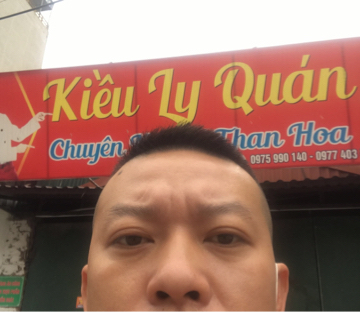 Kiều Ly Quán
Chuyên Than Hoa
0975 990 140 - 0977 403